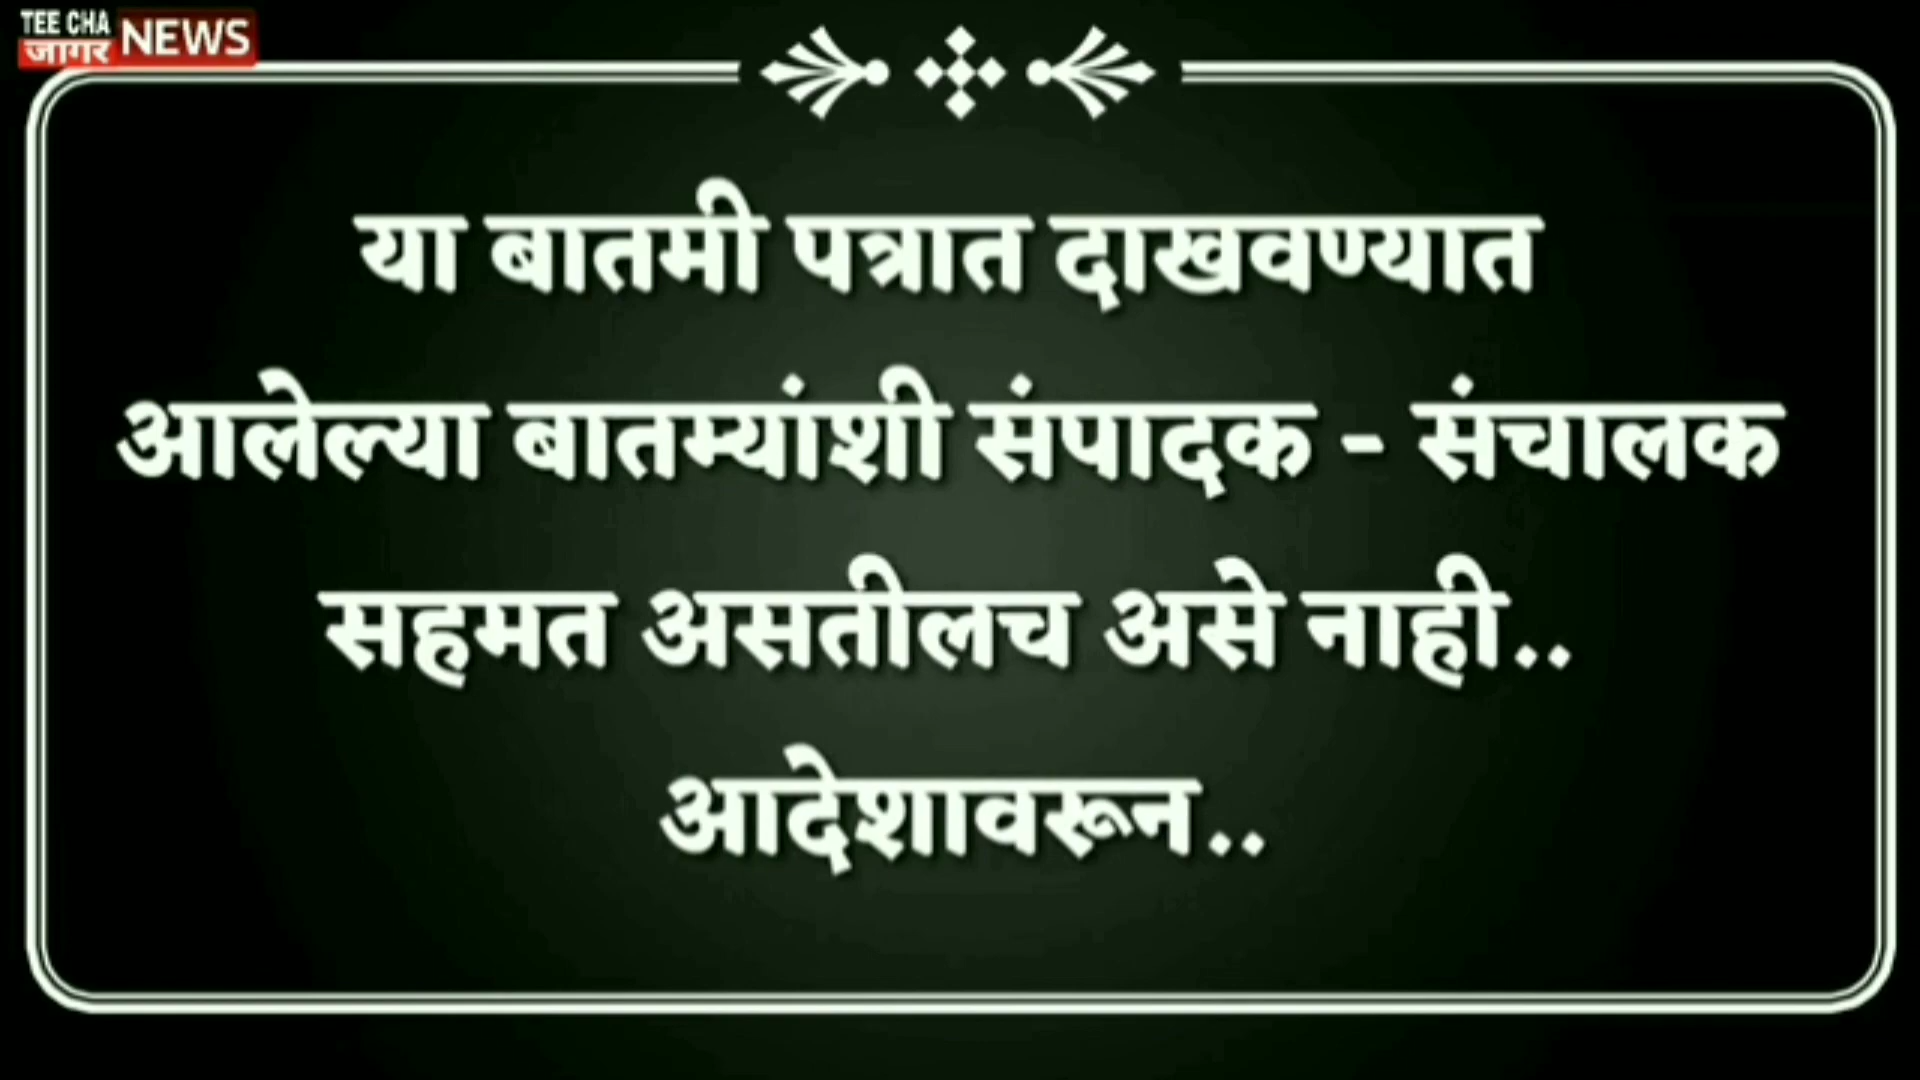 TEE CHA
जागर NEWS
या बातमी पत्रात दाखवण्यात
आलेल्या बातम्यांशी संपादक - संचालक
सहमत असतीलच असे नाही..
आदेशावरून..